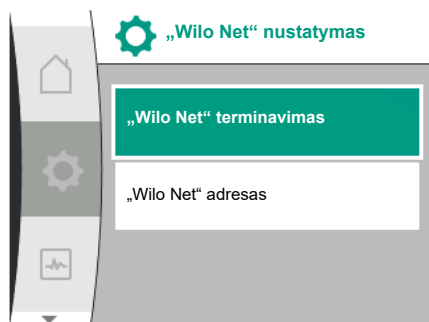 „Wilo Net“ nustatymas
„Wilo Net“ terminavimas
„Wilo Net“ adresas